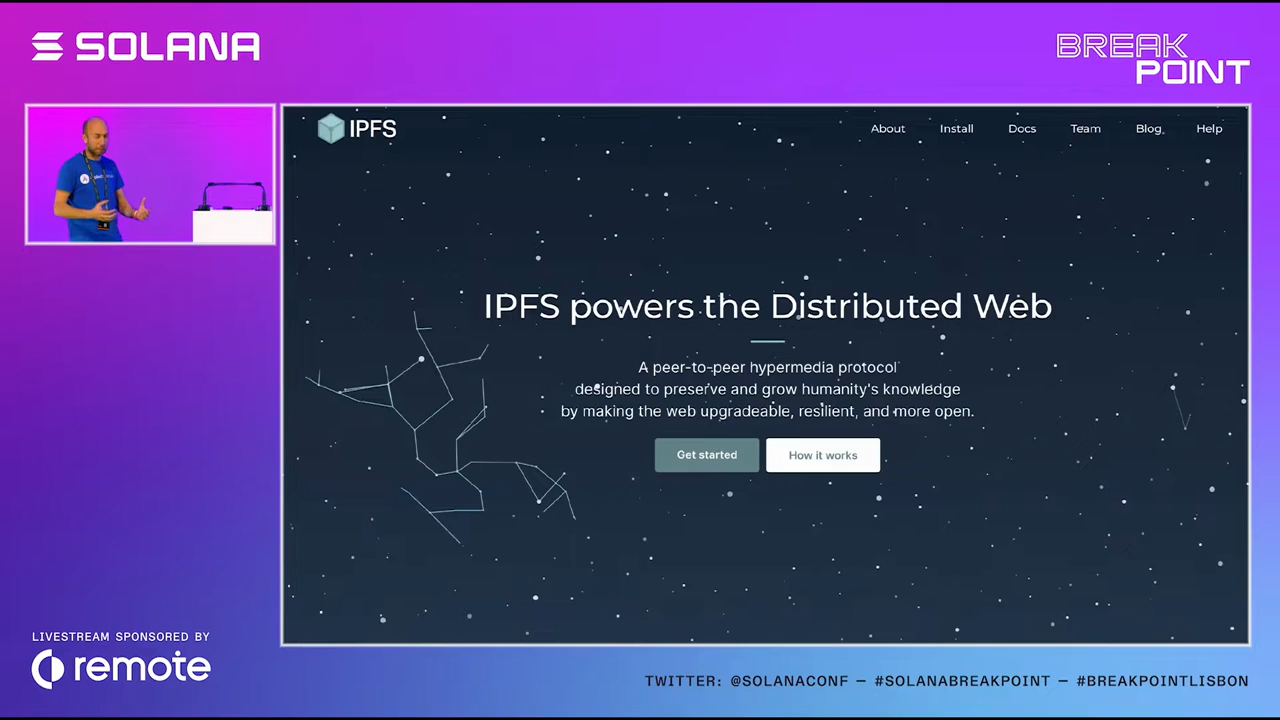 SOLANA
BREAK
POINT
IPFS
About
Install
Docs
Team
Blog
Help
IPFS powers the Distributed Web
A peer-to-peer hypermedia protocol
designed to preserve and grow humanity's knowledge
by making the web upgradeable, resilient, and more open.
Get started
How it works
LIVESTREAM SPONSORED BY
remote
TWITTER: @SOLANACONF — #SOLANABREAKPOINT — #BREAKPOINTLISBON